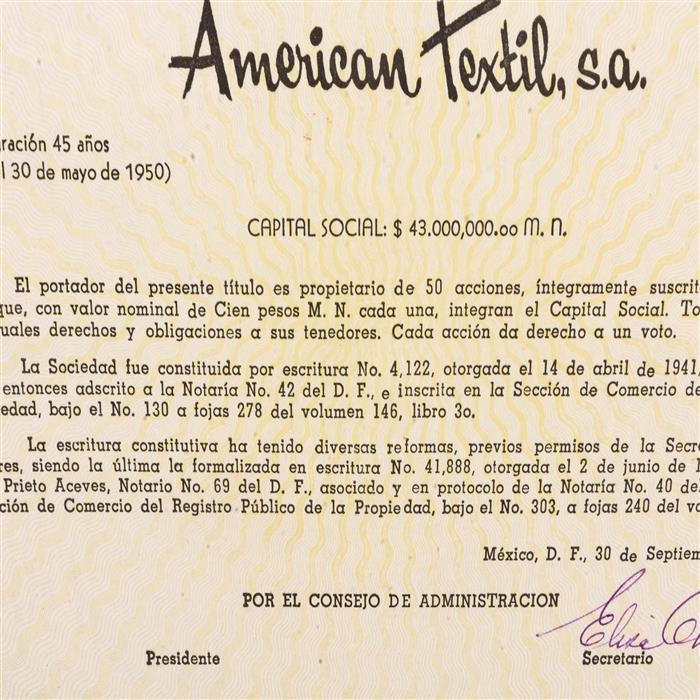 American Textil, s.a.
ración 45 años
l 30 de mayo de 1950)
CAPITAL SOCIAL: $ 43.000,000.oo M. N.
El portador del presente título es propietario de 50 acciones, íntegramente suscrit
que, con valor nominal de Cien pesos M. N. cada una, integran el Capital Social. To
uales derechos y obligaciones a sus tenedores. Cada acción da derecho a un voto.
La Sociedad fue constituida por escritura No. 4,122, otorgada el 14 de abril de 1941,
entonces adscrito a la Notaría No. 42 del D. F., e inscrita en la Sección de Comercio de
iedad, bajo el No. 130 a fojas 278 del volumen 146, libro 3o.
La escritura constitutiva ha tenido diversas reformas, previos permisos de la Secre
res, siendo la última la formalizada en escritura No. 41,888, otorgada el 2 de junio de 1
Prieto Aceves, Notario No. 69 del D. F., asociado y en protocolo de la Notaría No. 40 del
ción de Comercio del Registro Público de la Propiedad, bajo el No. 303, a fojas 240 del vo
México, D. F., 30 de Septiem
POR EL CONSEJO DE ADMINISTRACION
Presidente
Secretario